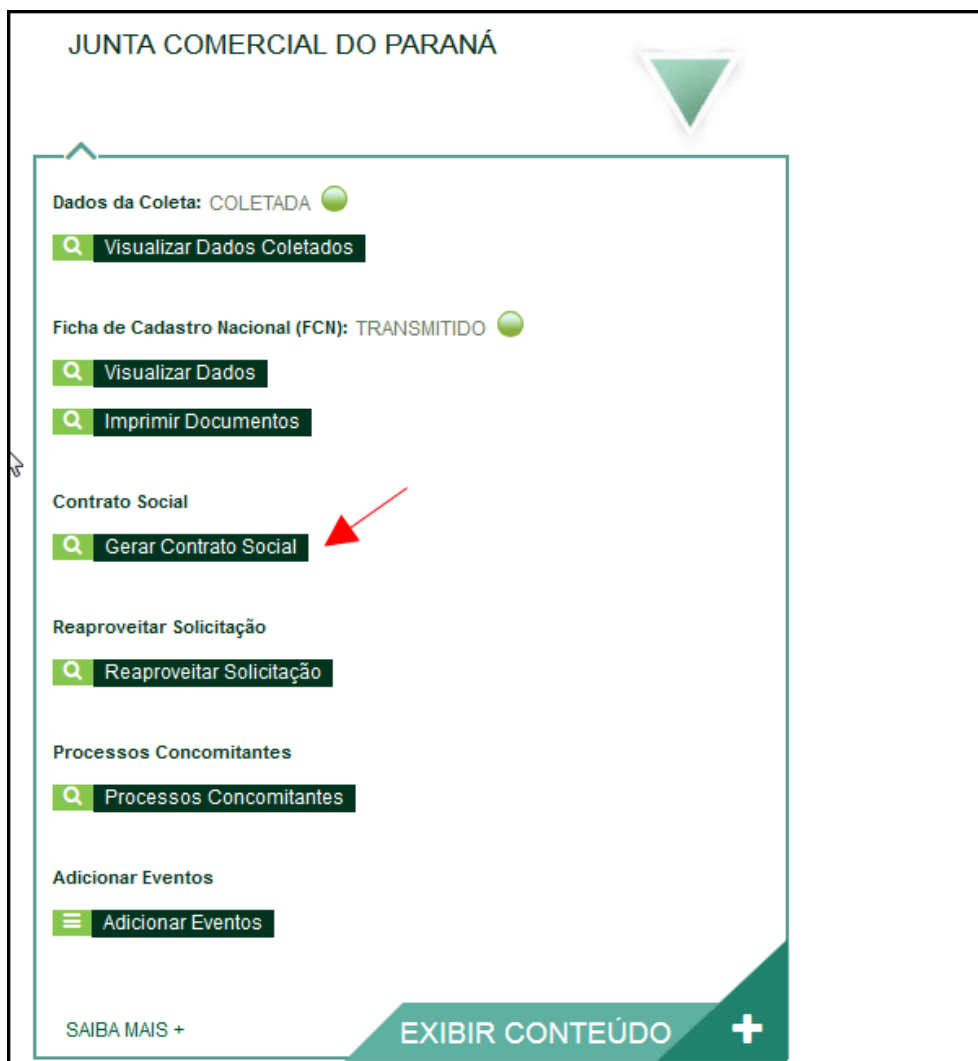 JUNTA COMERCIAL DO PARANÁ
Dados da Coleta: COLETADA
Visualizar Dados Coletados
Ficha de Cadastro Nacional (FCN): TRANSMITIDO
Visualizar Dados
Imprimir Documentos
Contrato Social
Gerar Contrato Social
Reaproveitar Solicitação
Reaproveitar Solicitação
Processos Concomitantes
Processos Concomitantes
Adicionar Eventos
Adicionar Eventos
SAIBA MAIS +
EXIBIR CONTEÚDO +